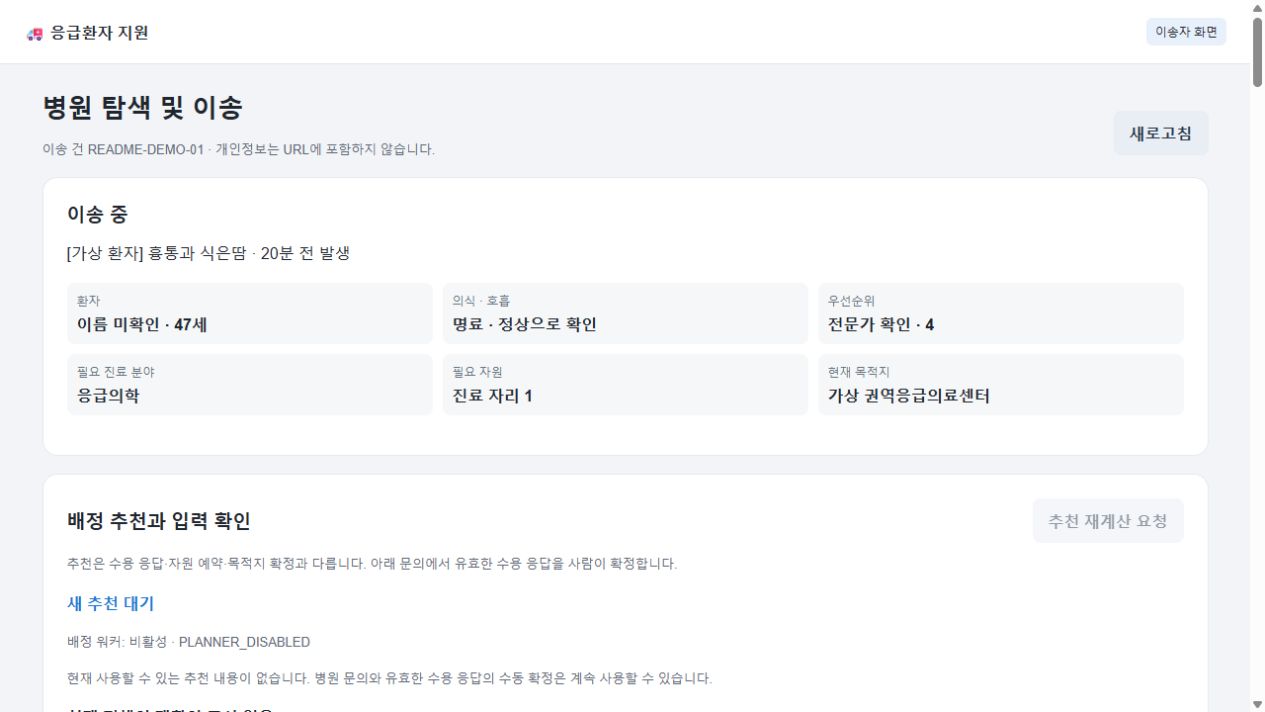 응급환자 지원
이송자 화면
병원 탐색 및 이송
이송 건 README-DEMO-01 · 개인정보는 URL에 포함하지 않습니다.
새로고침
이송 중
[가상 환자] 흉통과 식은땀 · 20분 전 발생
환자
이름 미확인 · 47세
의식 · 호흡
명료 · 정상으로 확인
우선순위
전문가 확인 · 4
필요 진료 분야
응급의학
필요 자원
진료 자리 1
현재 목적지
가상 권역응급의료센터
배정 추천과 입력 확인
추천 재계산 요청
추천은 수용 응답·자원 예약·목적지 확정과 다릅니다. 아래 문의에서 유효한 수용 응답을 사람이 확정합니다.
새 추천 대기
배정 워커: 비활성 · PLANNER_DISABLED
현재 사용할 수 있는 추천 내용이 없습니다. 병원 문의와 유효한 수용 응답의 수동 확정은 계속 사용할 수 있습니다.